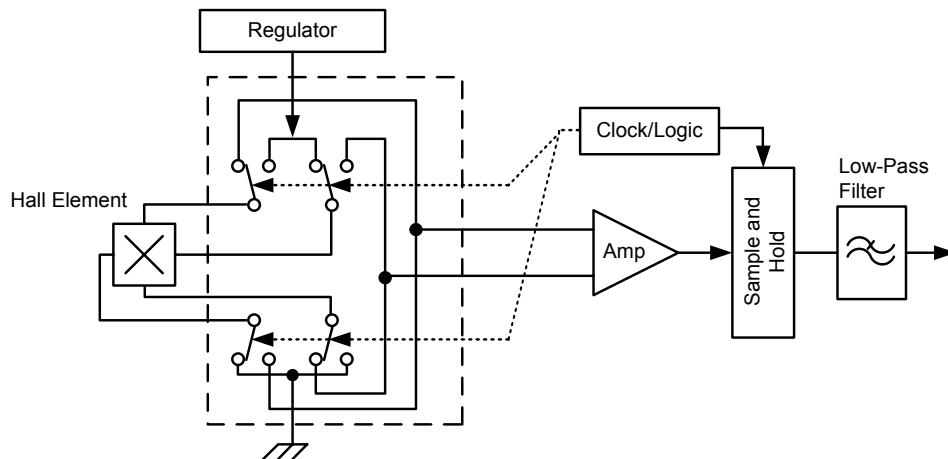 Regulator
Clock/Logic
Low-Pass
Filter
Hall Element
Amp
Sample and
Hold